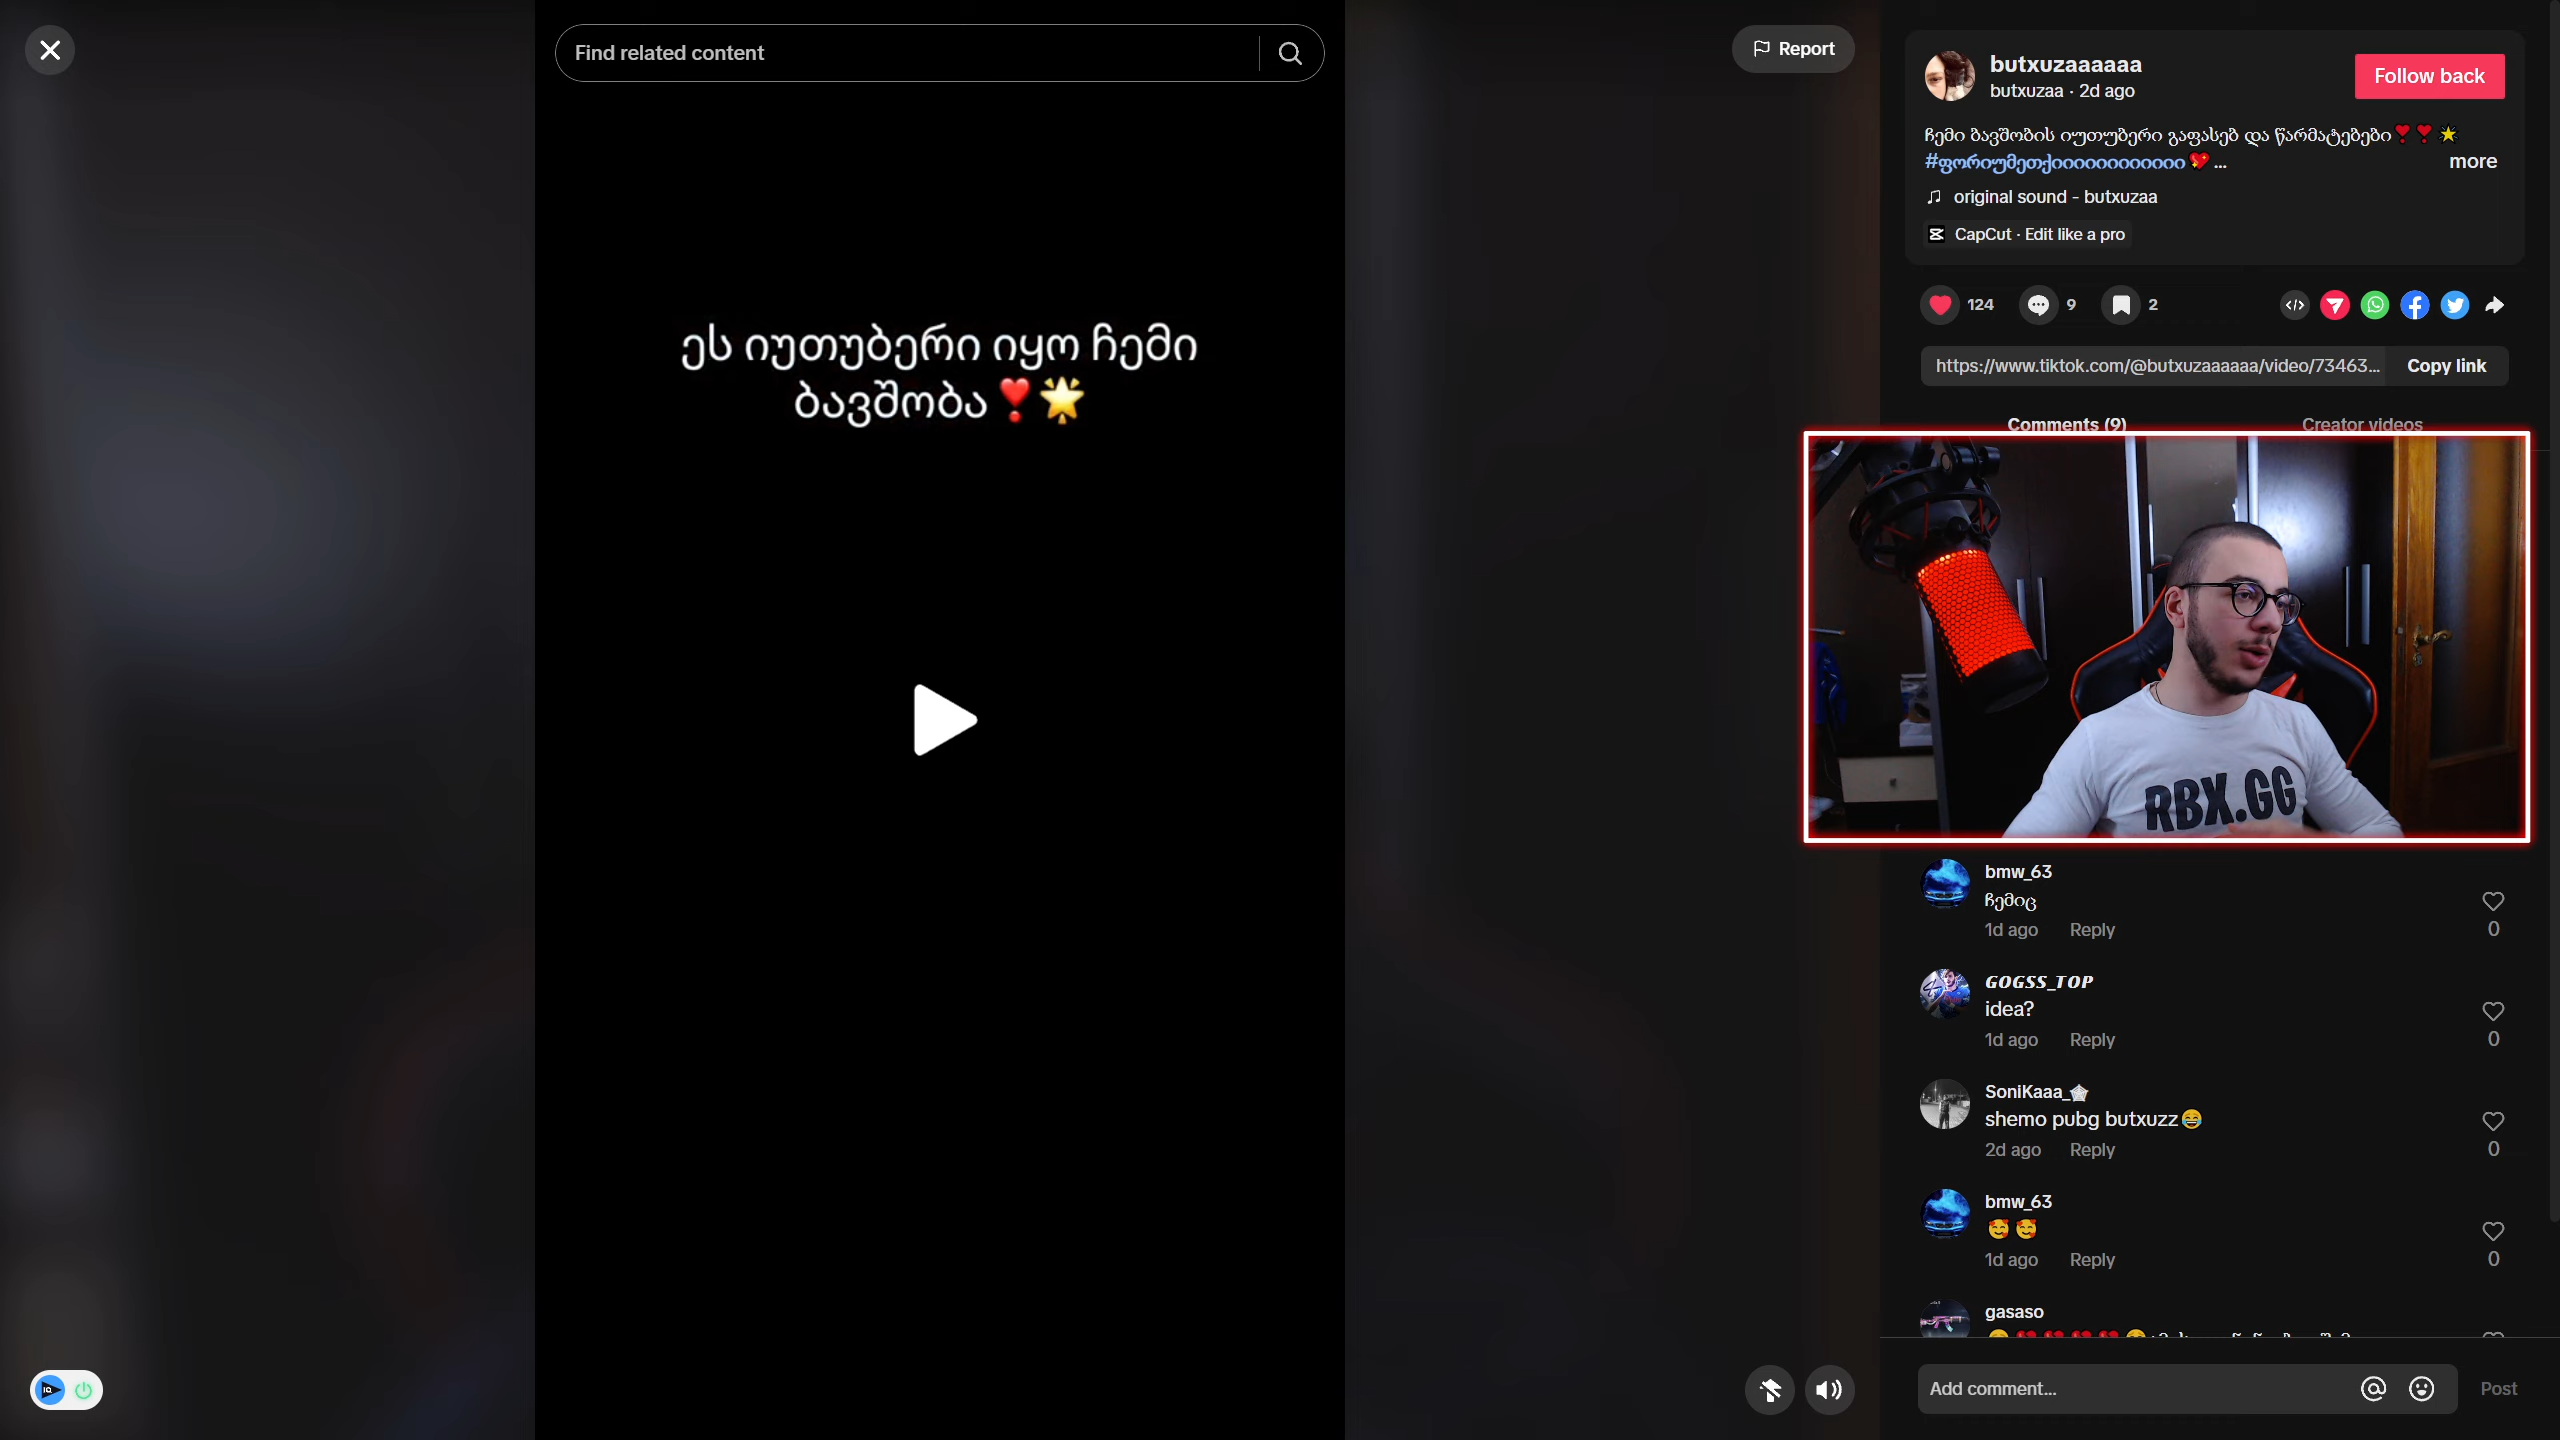 Find related content
Report
ეს იუთუბერი იყო ჩემი
ბავშობა❣️🌟
butxuzaaaaaa
butxuzaa · 2d ago
Follow back
ჩემი ბავშობის იუთუბერი გაფასებ და წარმატებები❣️❣️🌟
#ფორიუმეთქიიიიიიიიიიიი💖 ...
more
original sound - butxuzaa
CapCut · Edit like a pro
124
9
2
https://www.tiktok.com/@butxuzaaaaaa/video/73463...
Copy link
Comments (9)
Creator videos
RBX.GG
bmw_63
ჩემიც
1d ago Reply
0
GOGSS_TOP
idea?
1d ago Reply
0
SoniKaaa_
shemo pubg butxuzz😂
2d ago Reply
0
bmw_63
🥰🥰
1d ago Reply
0
gasaso
Add comment...
Post